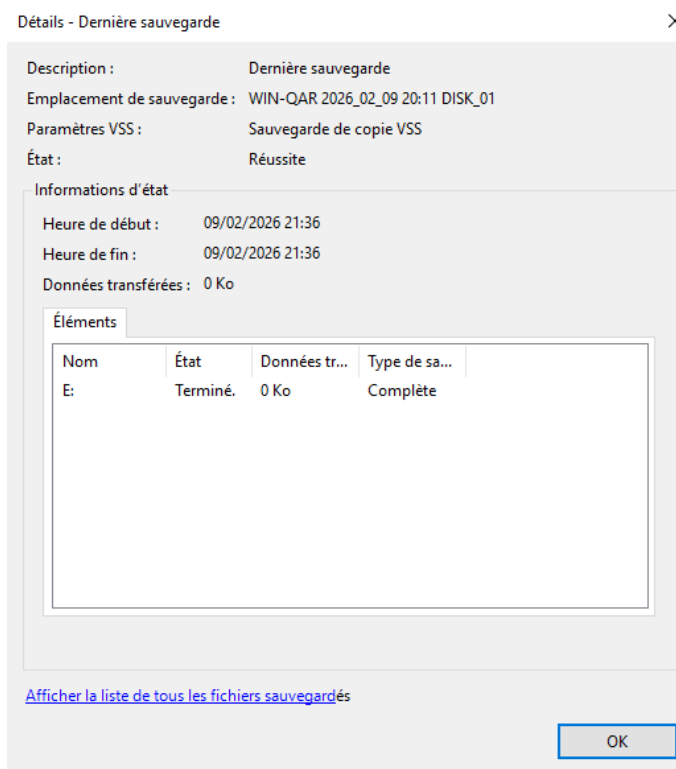 Détails - Dernière sauvegarde
Description : Dernière sauvegarde
Emplacement de sauvegarde : WIN-QAR 2026_02_09 20:11 DISK_01
Paramètres VSS : Sauvegarde de copie VSS
État : Réussite
Informations d'état
Heure de début : 09/02/2026 21:36
Heure de fin : 09/02/2026 21:36
Données transférées : 0 Ko
Éléments
Nom État Données tr... Type de sa...
E: Terminé. 0 Ko Complète
Afficher la liste de tous les fichiers sauvegardés
OK